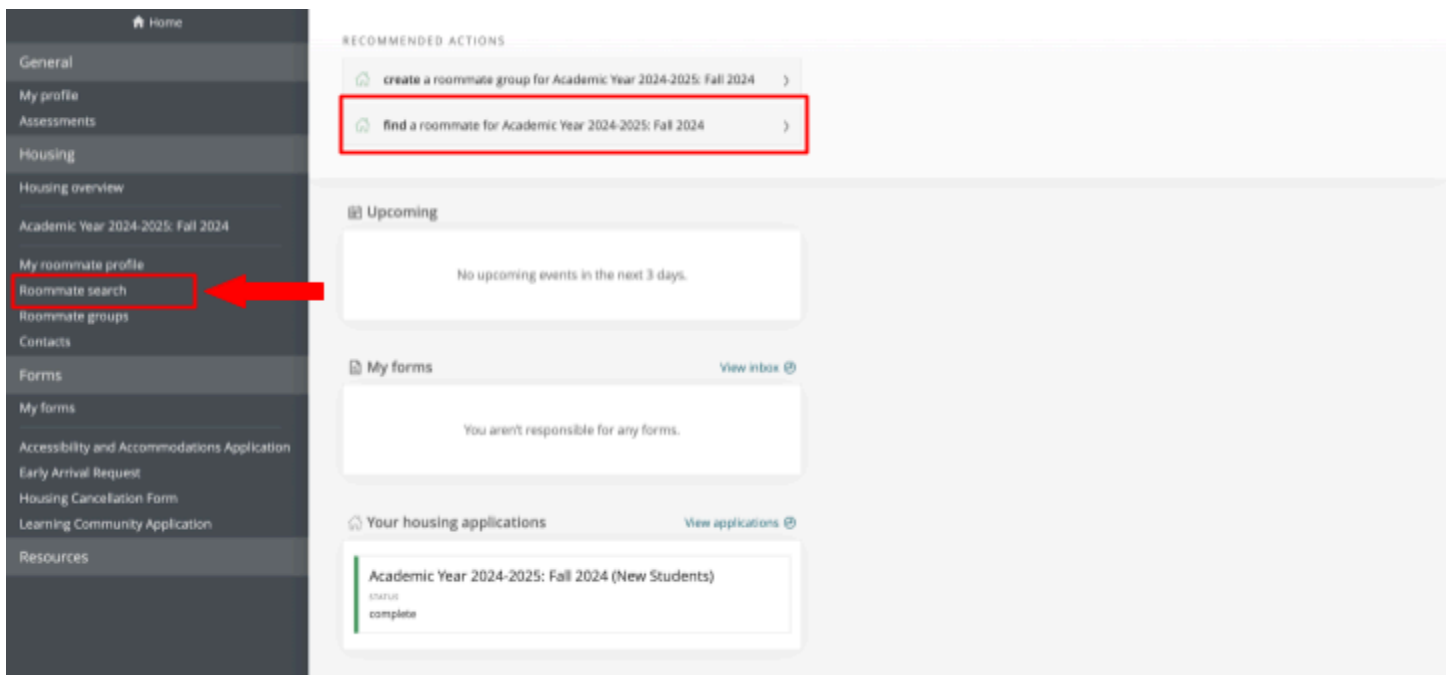 Home
General
My profile
Assessments
Housing
Housing overview
Academic Year 2024-2025: Fall 2024
My roommate profile
Roommate search
Roommate groups
Contacts
Forms
My forms
Accessibility and Accommodations Application
Early Arrival Request
Housing Cancellation Form
Learning Community Application
Resources
RECOMMENDED ACTIONS
create a roommate group for Academic Year 2024-2025: Fall 2024
find a roommate for Academic Year 2024-2025: Fall 2024
Upcoming
No upcoming events in the next 3 days.
My forms
View inbox
You aren't responsible for any forms.
Your housing applications
View applications
Academic Year 2024-2025: Fall 2024 (New Students)
STATUS
complete